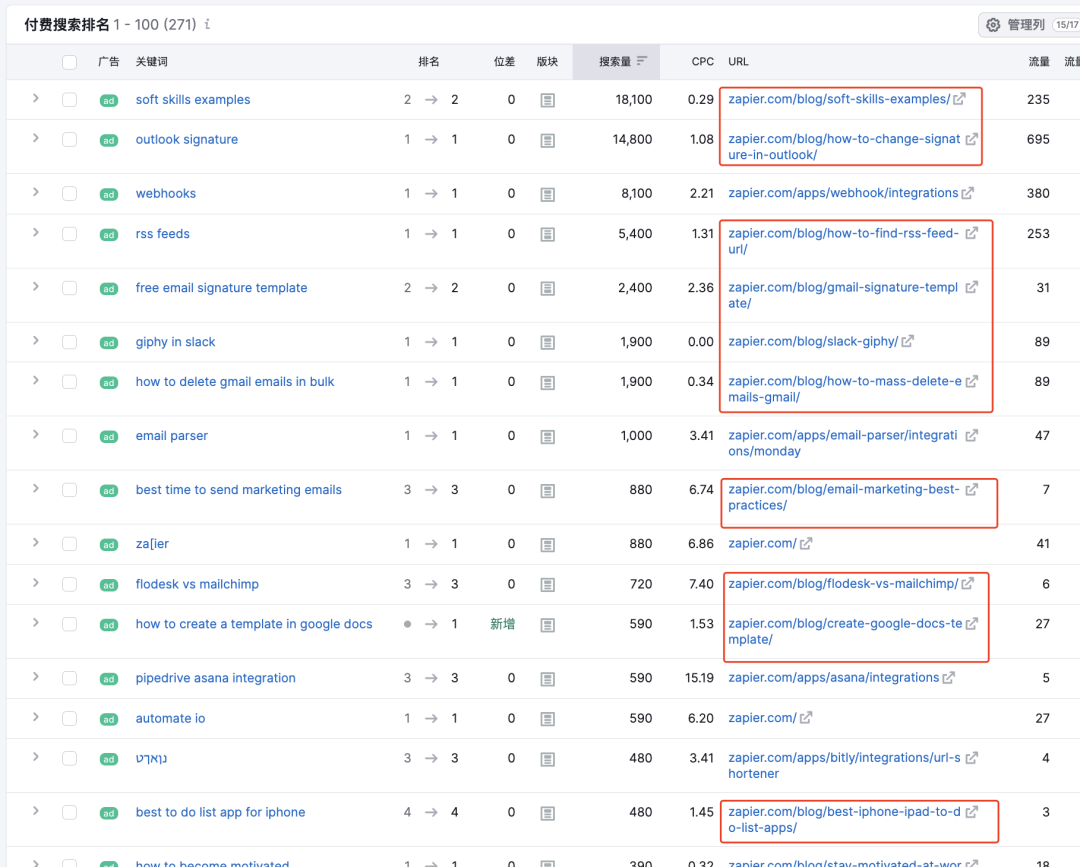 付费搜索排名 1 - 100 (271) i
管理列 15/17
广告 关键词 排名 位差 版块 搜索量 CPC URL 流量 流量
ad soft skills examples 2 → 2 0 18,100 0.29 zapier.com/blog/soft-skills-examples/ 235
ad outlook signature 1 → 1 0 14,800 1.08 zapier.com/blog/how-to-change-signat 695
ure-in-outlook/
ad webhooks 1 → 1 0 8,100 2.21 zapier.com/apps/webhook/integrations 380
ad rss feeds 1 → 1 0 5,400 1.31 zapier.com/blog/how-to-find-rss-feed- 253
url/
ad free email signature template 2 → 2 0 2,400 2.36 zapier.com/blog/gmail-signature-templ 31
ate/
ad giphy in slack 1 → 1 0 1,900 0.00 zapier.com/blog/slack-giphy/ 89
ad how to delete gmail emails in bulk 1 → 1 0 1,900 0.34 zapier.com/blog/how-to-mass-delete-e 89
mails-gmail/
ad email parser 1 → 1 0 1,000 3.41 zapier.com/apps/email-parser/integrati 47
ons/monday
ad best time to send marketing emails 3 → 3 0 880 6.74 zapier.com/blog/email-marketing-best- 7
practices/
ad za[ier 1 → 1 0 880 6.86 zapier.com/ 41
ad flodesk vs mailchimp 3 → 3 0 720 7.40 zapier.com/blog/flodesk-vs-mailchimp/ 6
ad how to create a template in google docs → 1 新增 590 1.53 zapier.com/blog/create-google-docs-te 27
mplate/
ad pipedrive asana integration 3 → 3 0 590 15.19 zapier.com/apps/asana/integrations 5
ad automate io 1 → 1 0 590 6.20 zapier.com/ 27
ad נןאךט 3 → 3 0 480 3.41 zapier.com/apps/bitly/integrations/url-s 4
hortener
ad best to do list app for iphone 4 → 4 0 480 1.45 zapier.com/blog/best-iphone-ipad-to-d 3
o-list-apps/
ad how to become motivated 1 → 1 0 390 0.32 zapier.com/blog/stay-motivated-at-wor 18